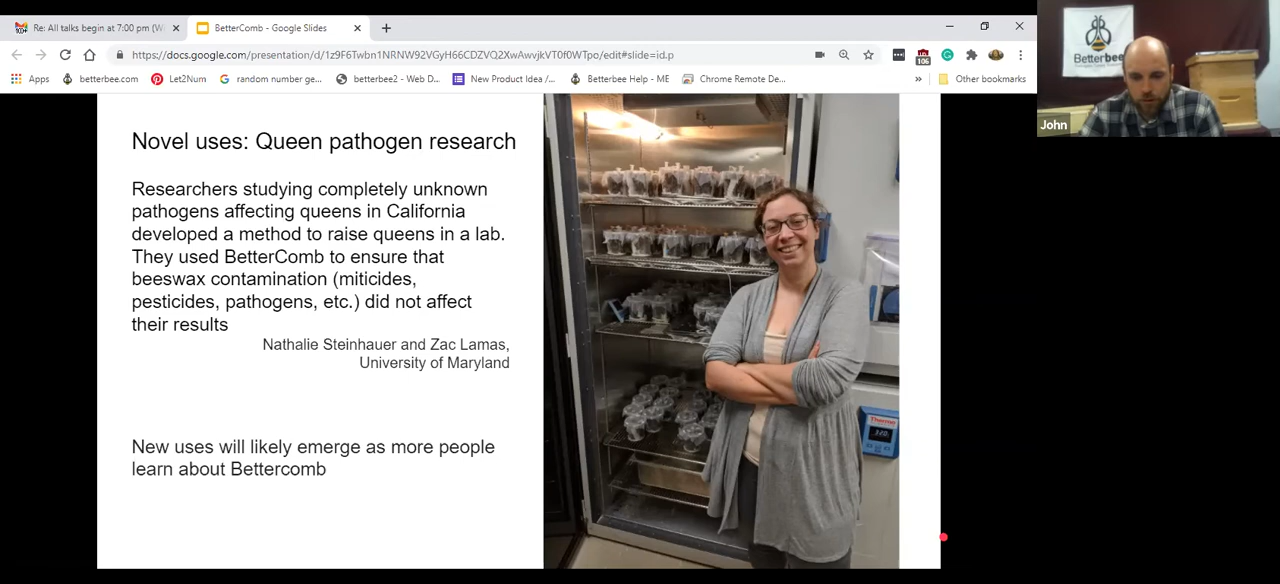 Re: All talks begin at 7:00 pm (W
BetterComb - Google Slides
https://docs.google.com/presentation/d/1z9F6Twbn1NRNW92VGyH66CDZVQ2XwAwvjkVT0f0WTpo/edit#slide=id.p
106
Apps
betterbee.com
Let2Num
random number ge...
betterbee2 - Web D...
New Product Idea /...
Betterbee Help - ME
Chrome Remote De...
»
Other bookmarks
Betterbee
John
Novel uses: Queen pathogen research
Researchers studying completely unknown
pathogens affecting queens in California
developed a method to raise queens in a lab.
They used BetterComb to ensure that
beeswax contamination (miticides,
pesticides, pathogens, etc.) did not affect
their results
Nathalie Steinhauer and Zac Lamas,
University of Maryland
New uses will likely emerge as more people
learn about Bettercomb
Thermo